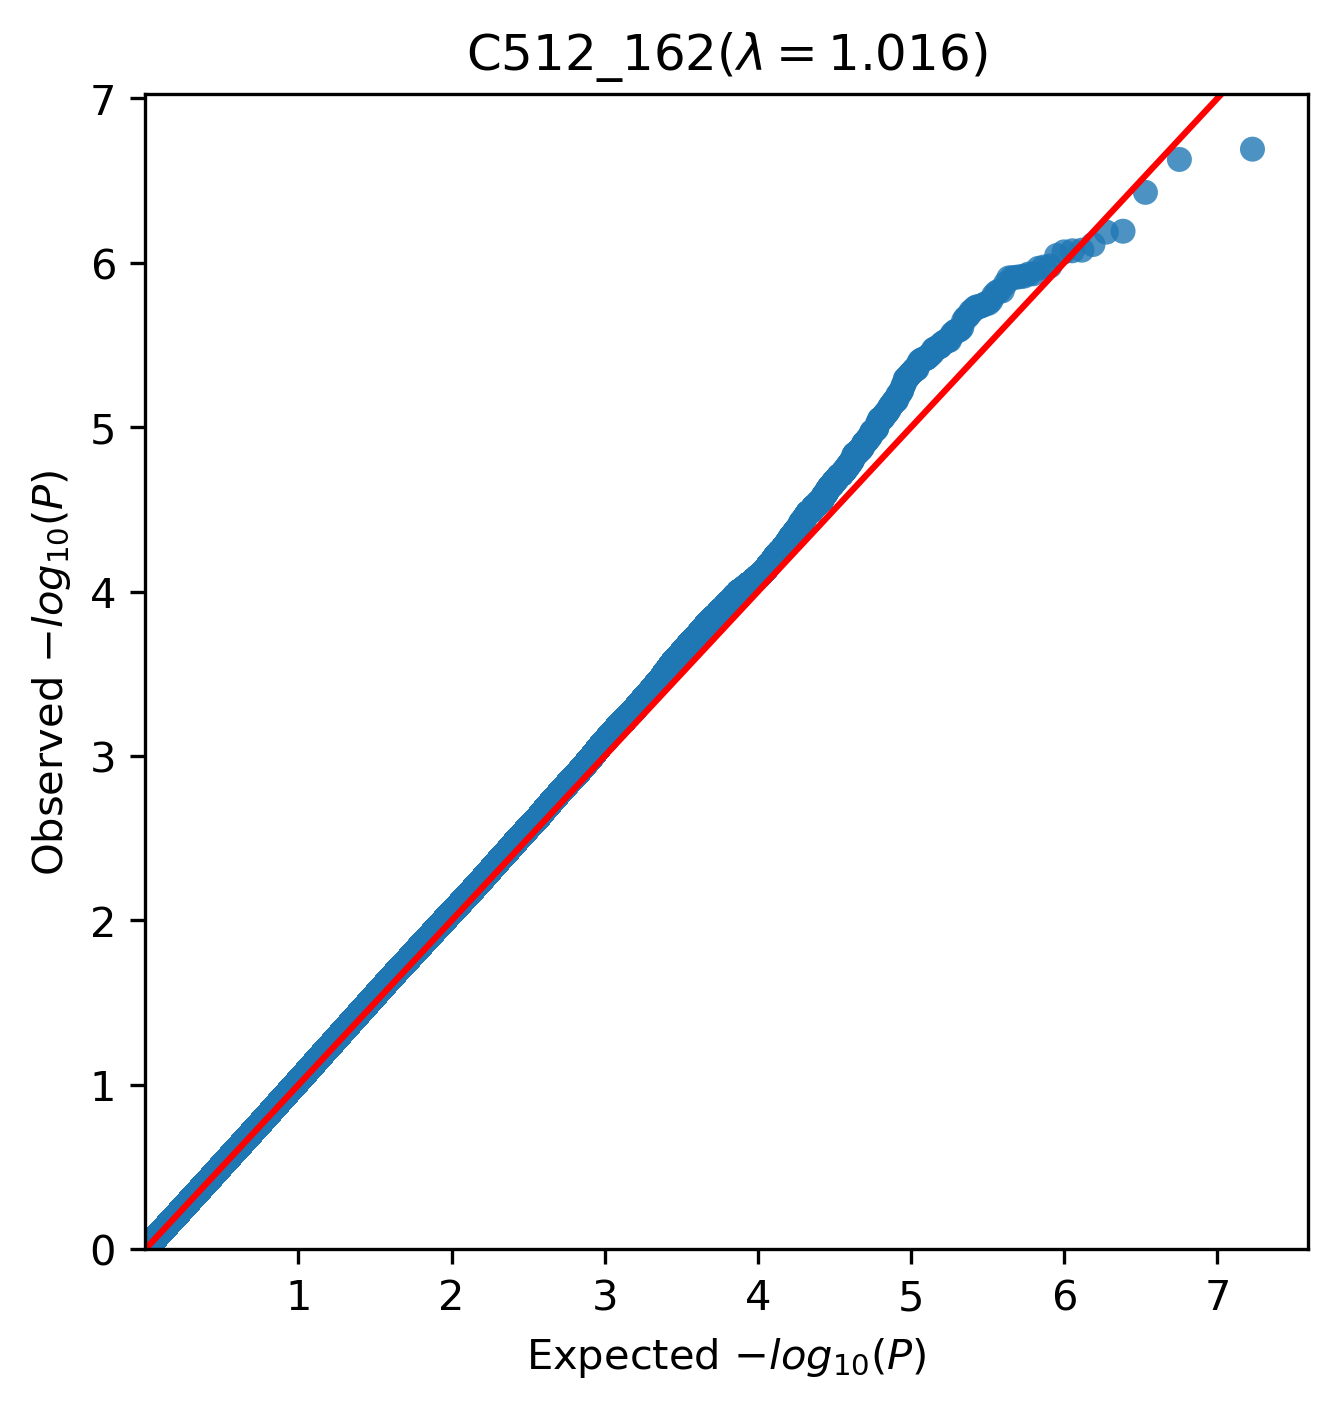 C512_162(λ = 1.016)
7
6
5
4
3
2
1
0
Observed −log10(P)
1 2 3 4 5 6 7
Expected −log10(P)